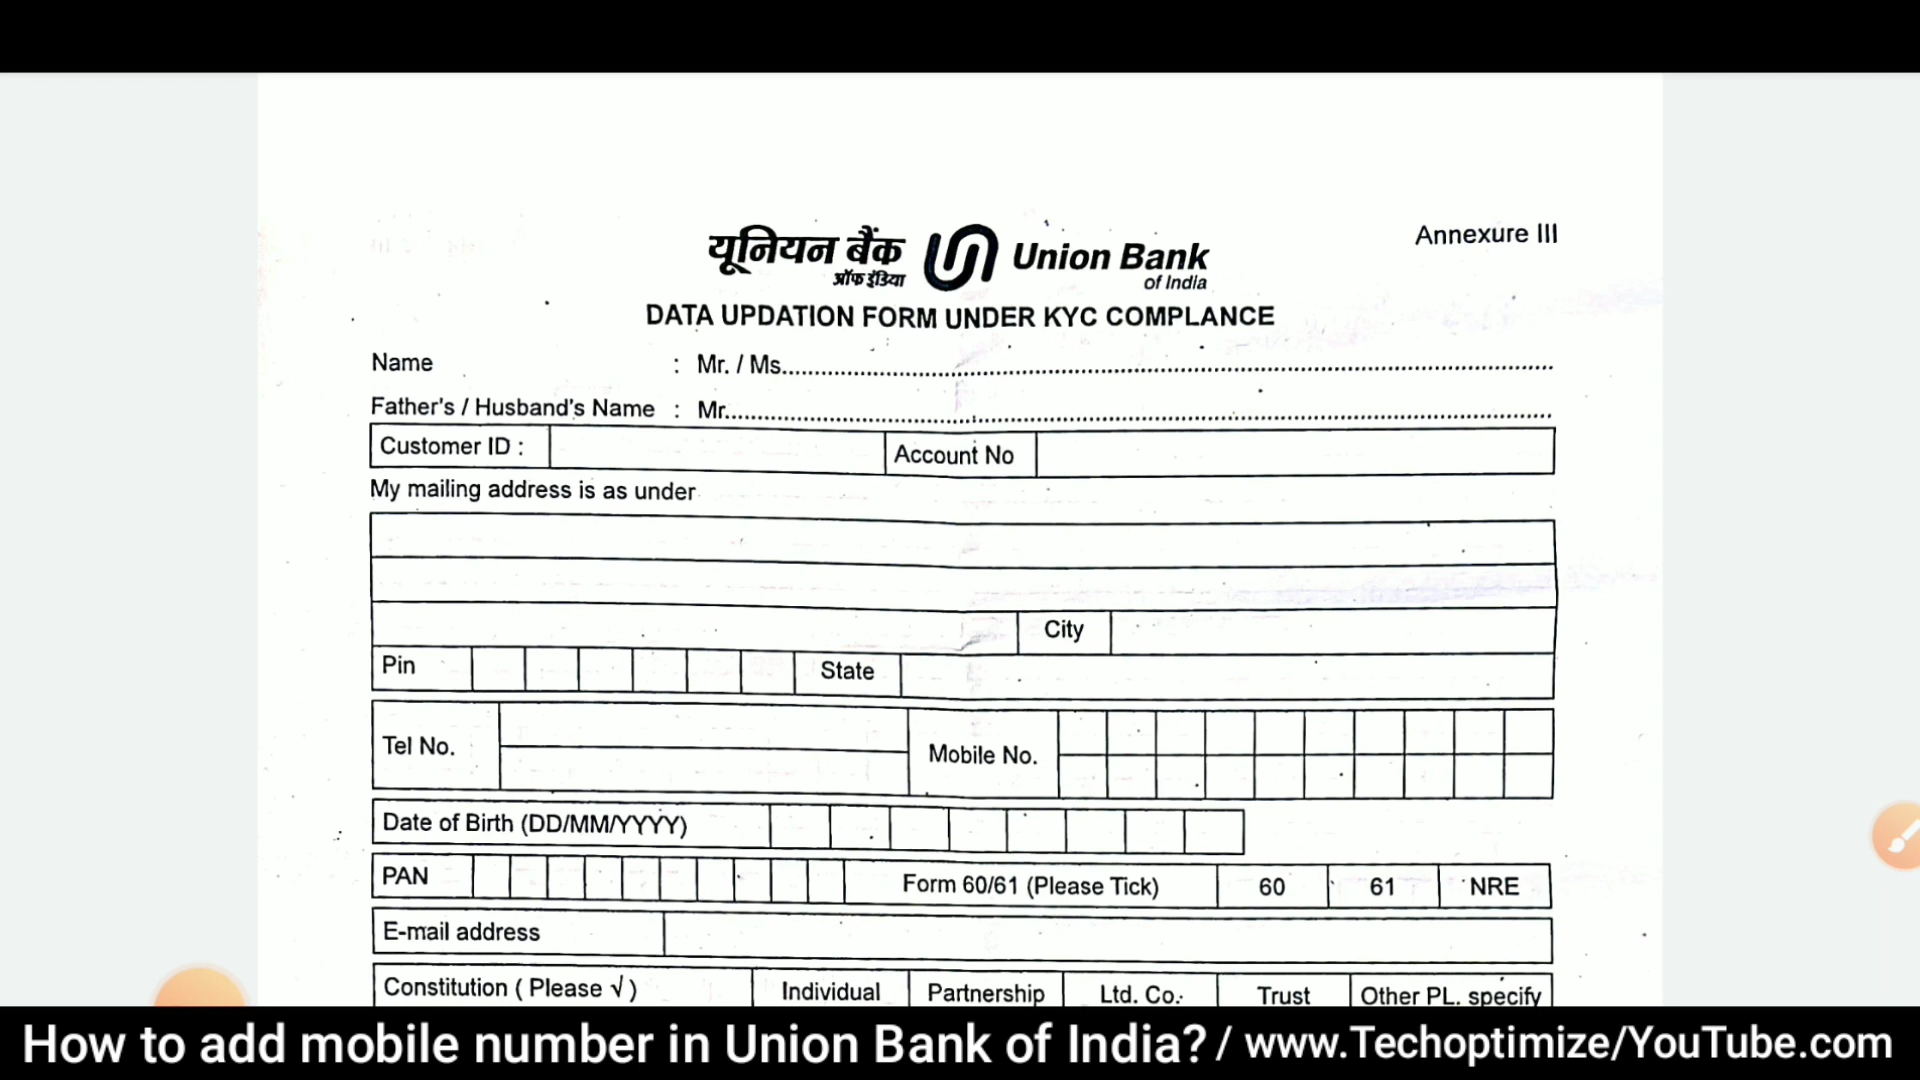 Annexure III
यूनियन बैंक
ऑफ इंडिया
Union Bank
of India
DATA UPDATION FORM UNDER KYC COMPLANCE
Name : Mr. / Ms.
Father's / Husband's Name : Mr.
Customer ID : Account No
My mailing address is as under
City
Pin State
Tel No. Mobile No.
Date of Birth (DD/MM/YYYY)
PAN Form 60/61 (Please Tick) 60 61 NRE
E-mail address
Constitution ( Please √ ) Individual Partnership Ltd. Co. Trust Other PL. specify
How to add mobile number in Union Bank of India? / www.Techoptimize/YouTube.com